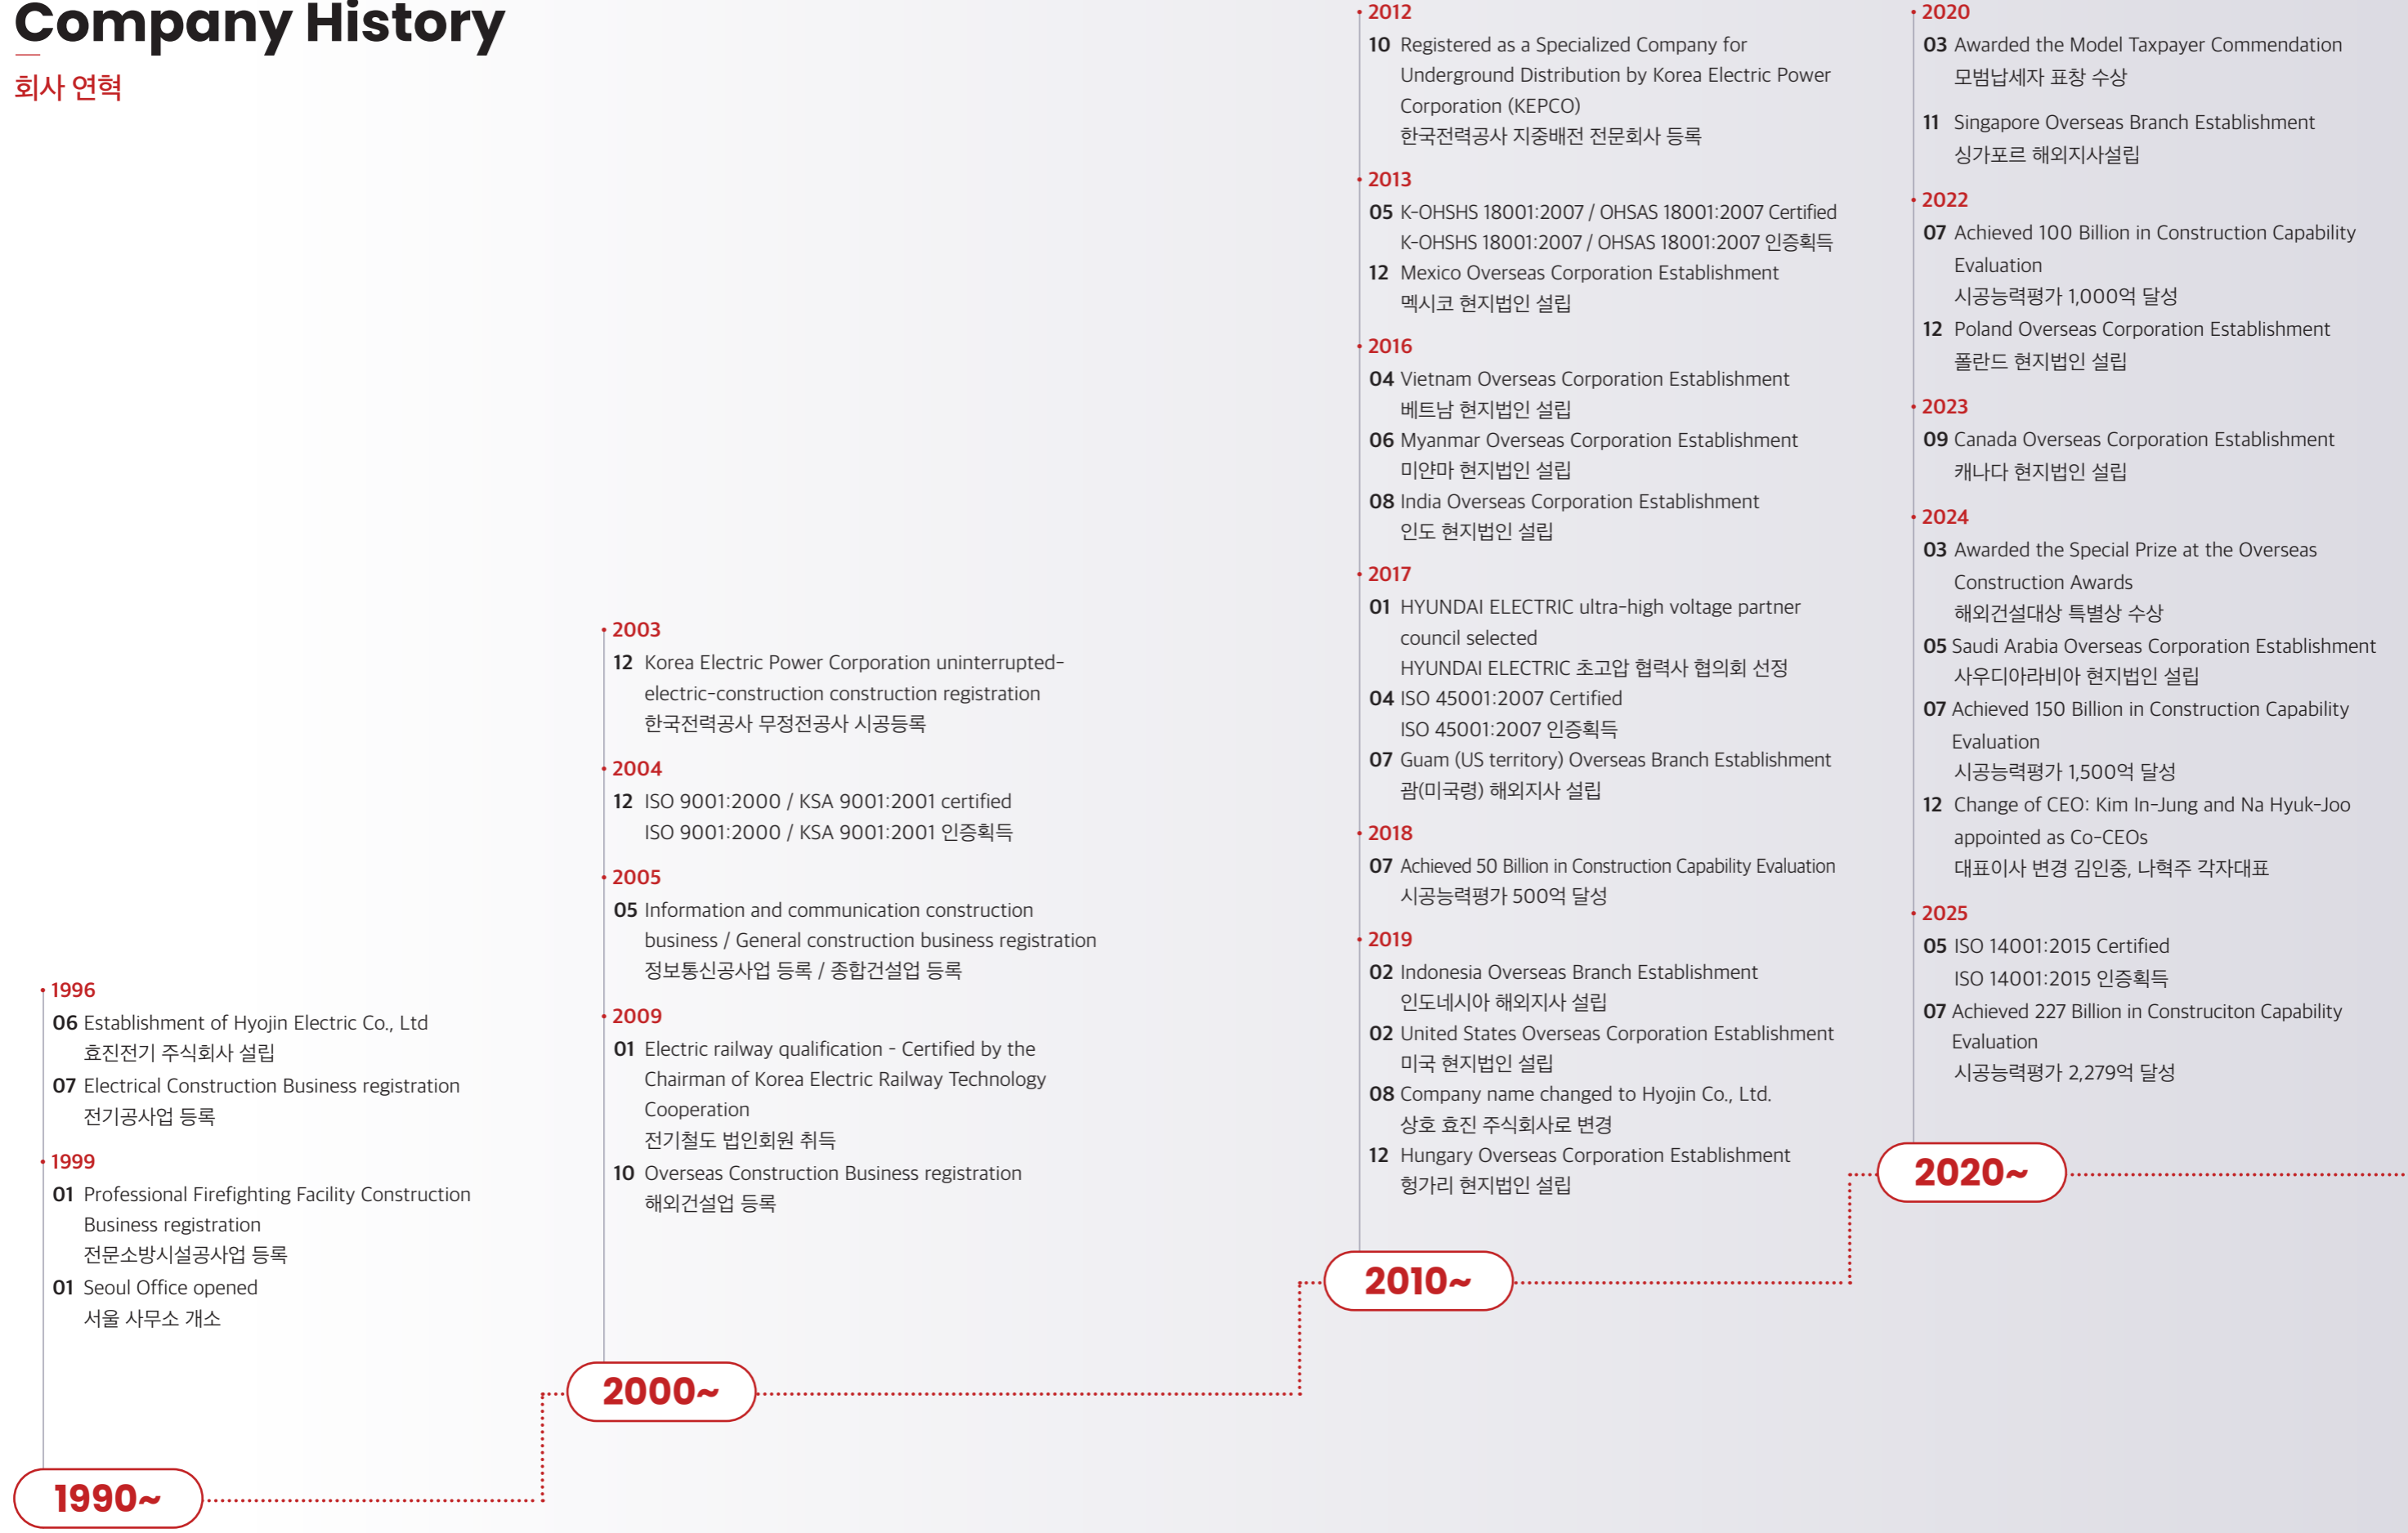 Company History
회사 연혁
1996
06 Establishment of Hyojin Electric Co., Ltd
효진전기 주식회사 설립
07 Electrical Construction Business registration
전기공사업 등록
1999
01 Professional Firefighting Facility Construction
Business registration
전문소방시설공사업 등록
01 Seoul Office opened
서울 사무소 개소
1990~
2003
12 Korea Electric Power Corporation uninterrupted-
electric-construction construction registration
한국전력공사 무정전공사 시공등록
2004
12 ISO 9001:2000 / KSA 9001:2001 certified
ISO 9001:2000 / KSA 9001:2001 인증획득
2005
05 Information and communication construction
business / General construction business registration
정보통신공사업 등록 / 종합건설업 등록
2009
01 Electric railway qualification - Certified by the
Chairman of Korea Electric Railway Technology
Cooperation
전기철도 법인회원 취득
10 Overseas Construction Business registration
해외건설업 등록
2000~
2012
10 Registered as a Specialized Company for
Underground Distribution by Korea Electric Power
Corporation (KEPCO)
한국전력공사 지중배전 전문회사 등록
2013
05 K-OHSHS 18001:2007 / OHSAS 18001:2007 Certified
K-OHSHS 18001:2007 / OHSAS 18001:2007 인증획득
12 Mexico Overseas Corporation Establishment
멕시코 현지법인 설립
2016
04 Vietnam Overseas Corporation Establishment
베트남 현지법인 설립
06 Myanmar Overseas Corporation Establishment
미얀마 현지법인 설립
08 India Overseas Corporation Establishment
인도 현지법인 설립
2017
01 HYUNDAI ELECTRIC ultra-high voltage partner
council selected
HYUNDAI ELECTRIC 초고압 협력사 협의회 선정
04 ISO 45001:2007 Certified
ISO 45001:2007 인증획득
07 Guam (US territory) Overseas Branch Establishment
괌(미국령) 해외지사 설립
2018
07 Achieved 50 Billion in Construction Capability Evaluation
시공능력평가 500억 달성
2019
02 Indonesia Overseas Branch Establishment
인도네시아 해외지사 설립
02 United States Overseas Corporation Establishment
미국 현지법인 설립
08 Company name changed to Hyojin Co., Ltd.
상호 효진 주식회사로 변경
12 Hungary Overseas Corporation Establishment
헝가리 현지법인 설립
2010~
2020
03 Awarded the Model Taxpayer Commendation
모범납세자 표창 수상
11 Singapore Overseas Branch Establishment
싱가포르 해외지사설립
2022
07 Achieved 100 Billion in Construction Capability
Evaluation
시공능력평가 1,000억 달성
12 Poland Overseas Corporation Establishment
폴란드 현지법인 설립
2023
09 Canada Overseas Corporation Establishment
캐나다 현지법인 설립
2024
03 Awarded the Special Prize at the Overseas
Construction Awards
해외건설대상 특별상 수상
05 Saudi Arabia Overseas Corporation Establishment
사우디아라비아 현지법인 설립
07 Achieved 150 Billion in Construction Capability
Evaluation
시공능력평가 1,500억 달성
12 Change of CEO: Kim In-Jung and Na Hyuk-Joo
appointed as Co-CEOs
대표이사 변경 김인중, 나혁주 각자대표
2025
05 ISO 14001:2015 Certified
ISO 14001:2015 인증획득
07 Achieved 227 Billion in Construciton Capability
Evaluation
시공능력평가 2,279억 달성
2020~